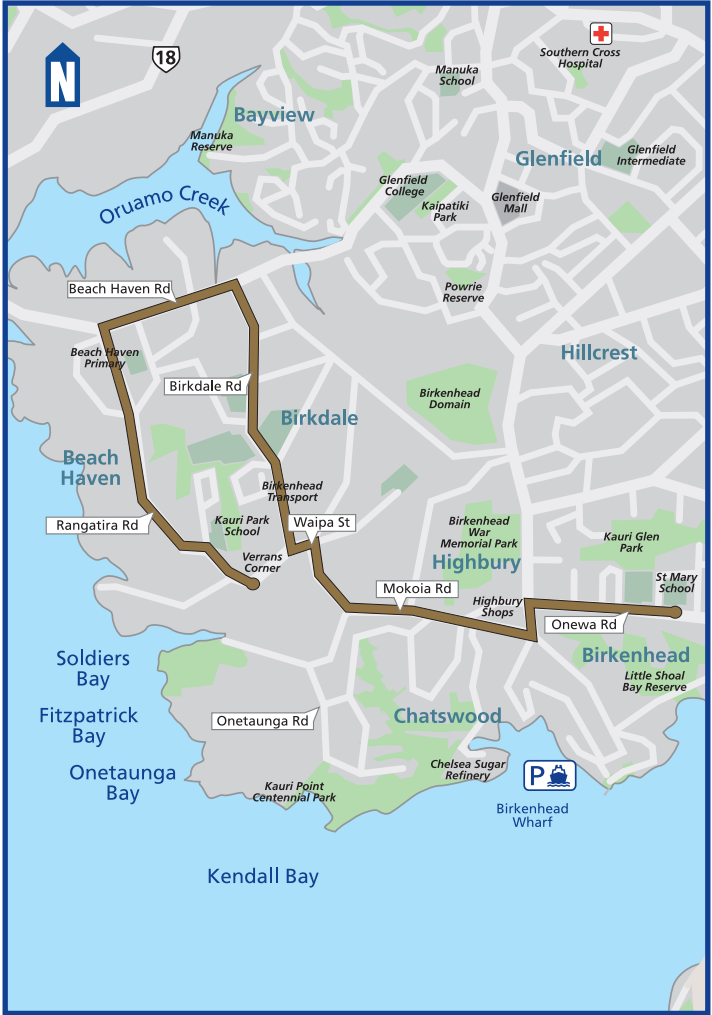 18
Southern Cross
Hospital
Manuka
School
Bayview
Manuka
Reserve
Glenfield
Glenfield
Intermediate
Glenfield
College
Kaipatiki
Park
Glenfield
Mall
Oruamo Creek
N
Beach Haven Rd
Powrie
Reserve
Beach Haven
Primary
Hillcrest
Birkdale Rd
Birkenhead
Domain
Birkdale
Beach
Haven
Birkenhead
Transport
Rangatira Rd
Kauri Park
School
Waipa St
Birkenhead
War
Memorial Park
Kauri Glen
Park
Verrans
Corner
Highbury
St Mary
School
Mokoia Rd
Highbury
Shops
Onewa Rd
Soldiers
Bay
Birkenhead
Little Shoal
Bay Reserve
Fitzpatrick
Bay
Onetaunga Rd
Chatswood
Onetaunga
Bay
Chelsea Sugar
Refinery
Kauri Point
Centennial Park
P
Birkenhead
Wharf
Kendall Bay